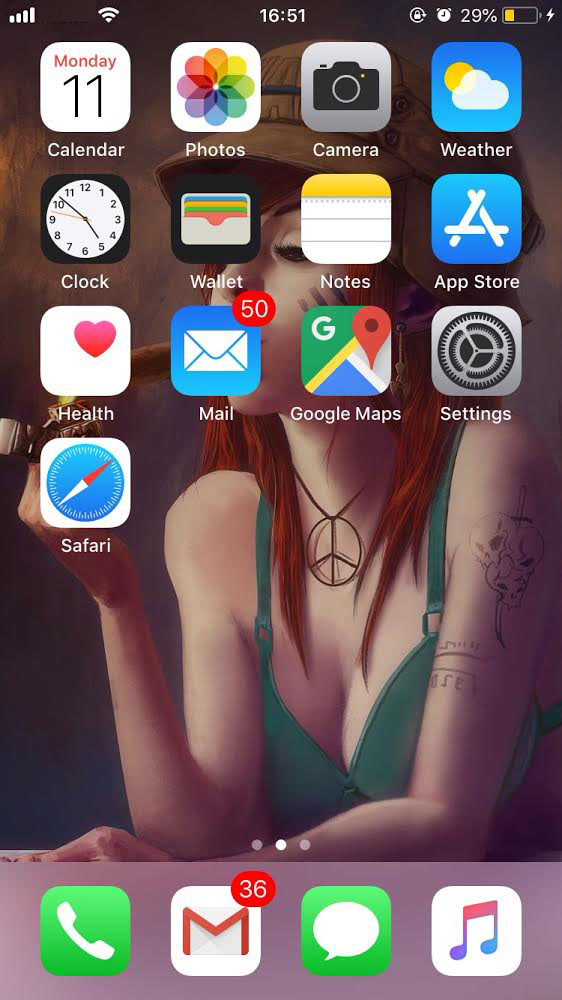 16:51 29%
Monday
11
Calendar Photos Camera Weather
12
11 1
10 2
9 3
8 4
7 5
6
Clock Wallet Notes App Store
50
G
Health Mail Google Maps Settings
Safari
36